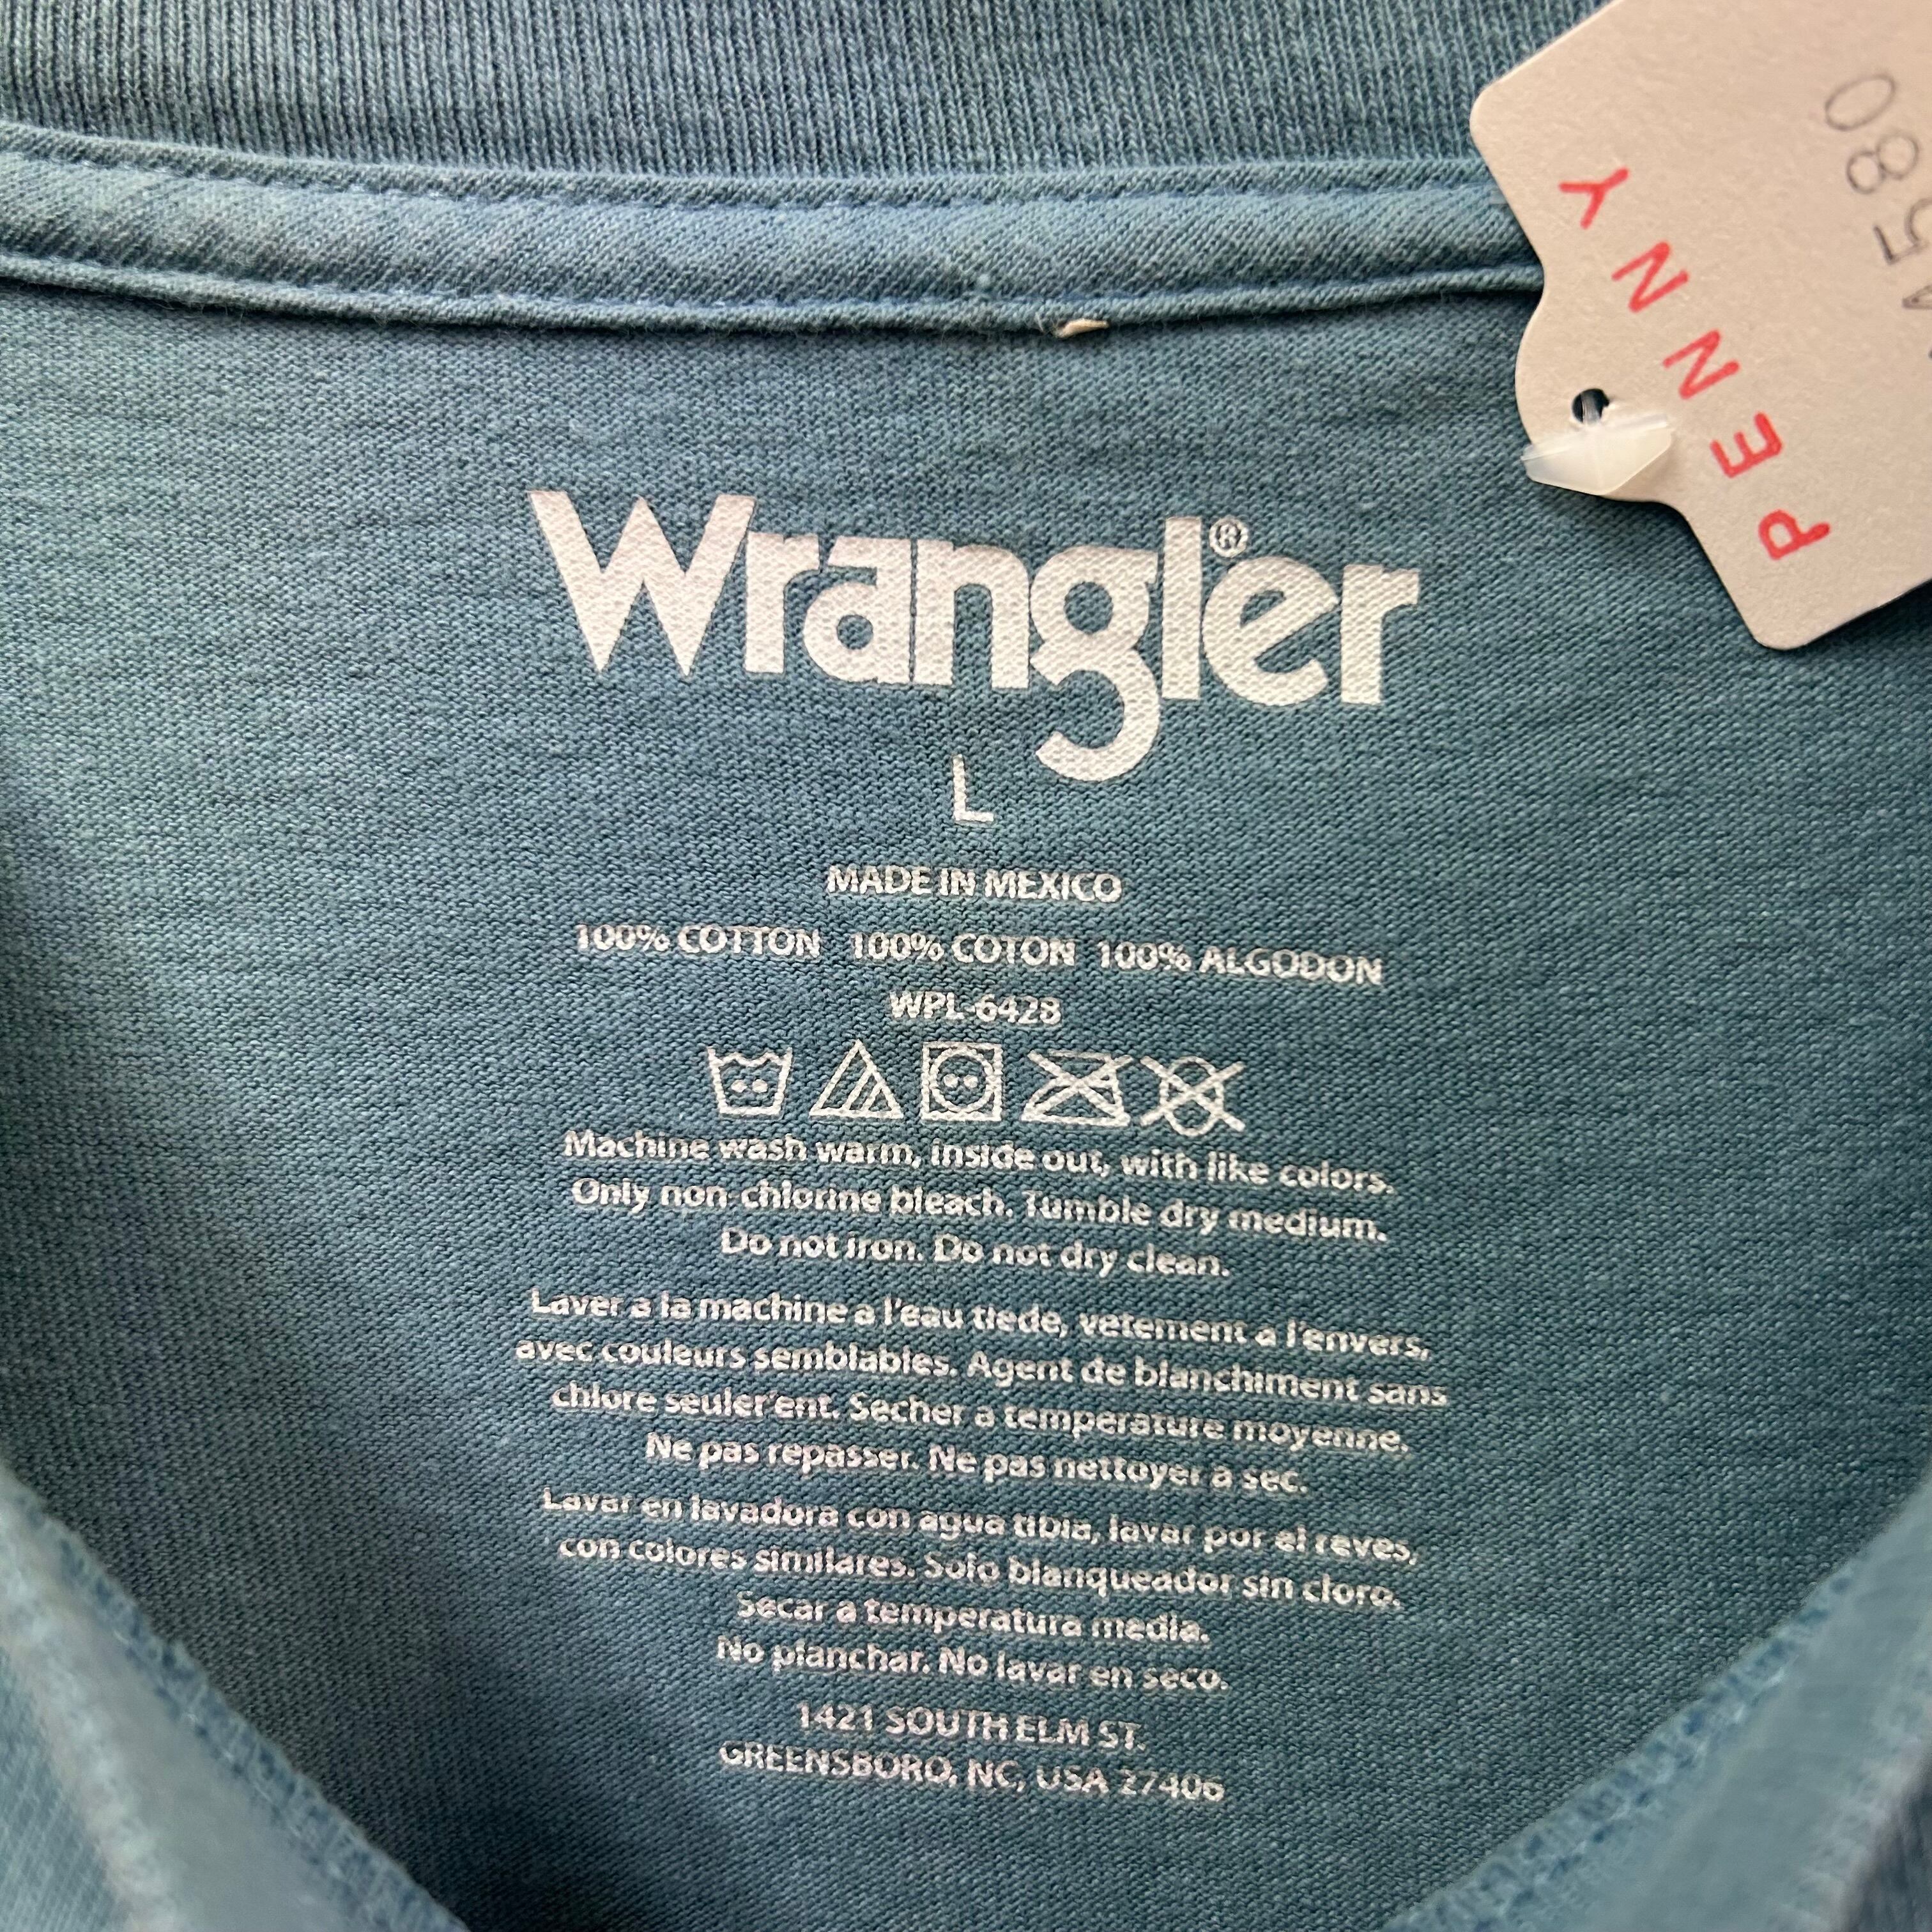 PENNY
Wrangler®
L
MADE IN MEXICO
100% COTTON 100% COTON 100% ALGODON
WPL-6428
Machine wash warm, inside out, with like colors.
Only non-chlorine bleach. Tumble dry medium.
Do not iron. Do not dry clean.
Laver a la machine a l'eau tiede, vetement a l'envers,
avec couleurs semblables. Agent de blanchiment sans
chlore seulement. Secher a temperature moyenne.
Ne pas repasser. Ne pas nettoyer a sec.
Lavar en lavadora con agua tibia, lavar por el reves,
con colores similares. Solo blanqueador sin cloro.
Secar a temperatura media.
No planchar. No lavar en seco.
1421 SOUTH ELM ST.
GREENSBORO, NC, USA 27406